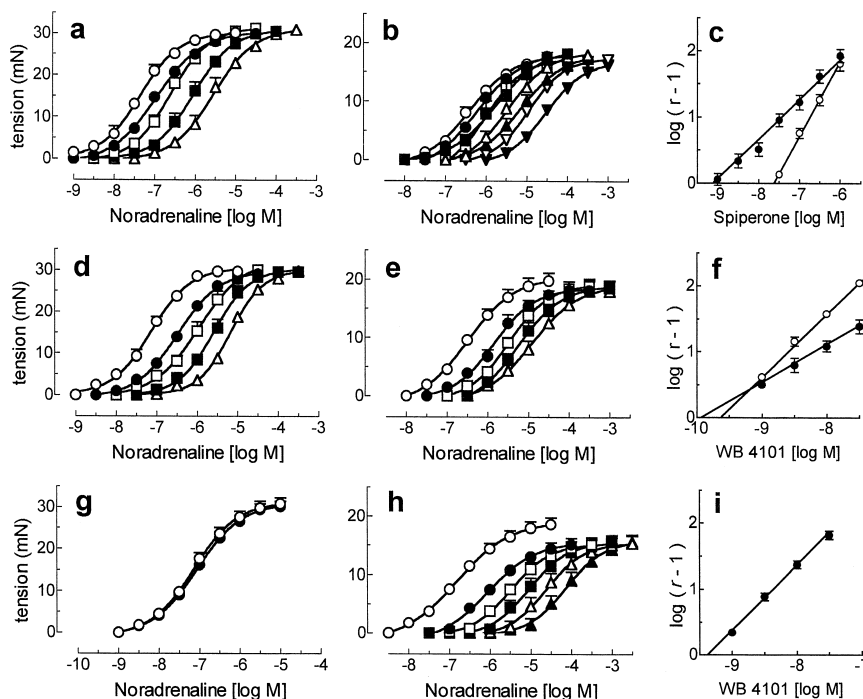 a
tension (mN)
30
20
10
0
-9 -8 -7 -6 -5 -4 -3
Noradrenaline [log M]
b
20
10
0
-8 -7 -6 -5 -4 -3
Noradrenaline [log M]
c
log ( r - 1 )
2
1
0
-9 -8 -7 -6
Spiperone [log M]
d
tension (mN)
30
20
10
0
-9 -8 -7 -6 -5 -4 -3
Noradrenaline [log M]
e
20
10
0
-8 -7 -6 -5 -4 -3
Noradrenaline [log M]
f
log ( r - 1 )
2
1
0
-10 -9 -8
WB 4101 [log M]
g
tension (mN)
30
20
10
0
-10 -9 -8 -7 -6 -5 -4
Noradrenaline [log M]
h
20
10
0
-8 -7 -6 -5 -4 -3
Noradrenaline [log M]
i
log ( r - 1 )
2
1
0
-9 -8
WB 4101 [log M]